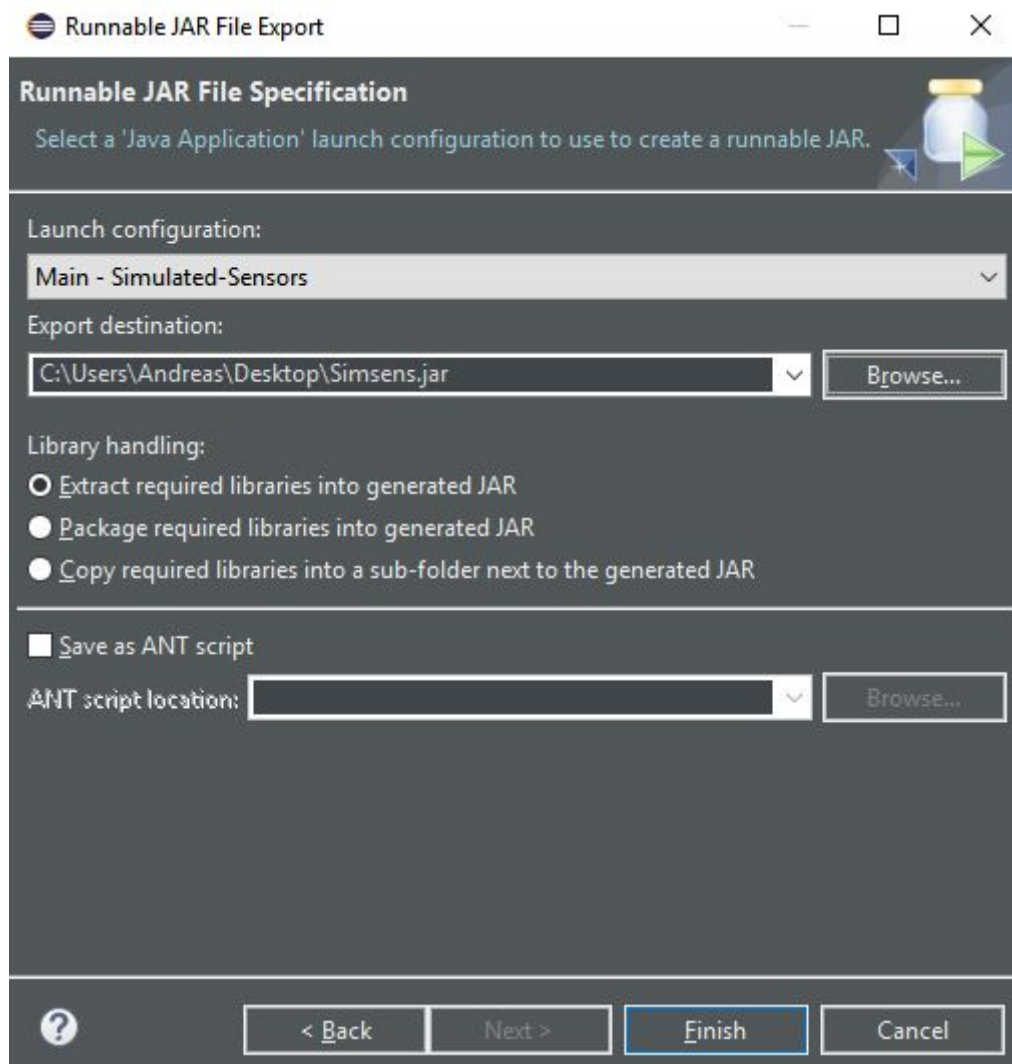 Runnable JAR File Export
Runnable JAR File Specification
Select a 'Java Application' launch configuration to use to create a runnable JAR.
Launch configuration:
Main - Simulated-Sensors
Export destination:
C:\Users\Andreas\Desktop\Simsens.jar
Browse...
Library handling:
Extract required libraries into generated JAR
Package required libraries into generated JAR
Copy required libraries into a sub-folder next to the generated JAR
Save as ANT script
ANT script location:
Browse...
? < Back Next > Finish Cancel